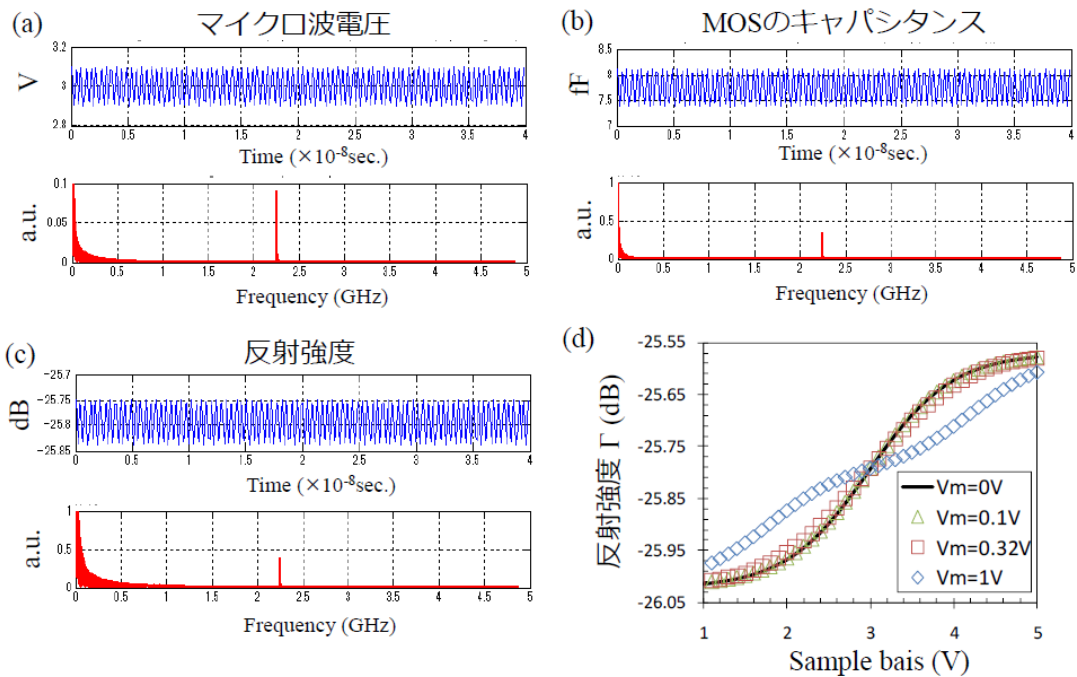 (a)
マイクロ波電圧
3.2
3
2.8
V
0 0.5 1 1.5 2 2.5 3 3.5 4
Time (×10-8sec.)
0.1
0.05
0
a.u.
0 0.5 1 1.5 2 2.5 3 3.5 4 4.5 5
Frequency (GHz)
(b)
MOSのキャパシタンス
8.5
8
7.5
7
fF
0 0.5 1 1.5 2 2.5 3 3.5 4
Time (×10-8sec.)
1
0.5
0
a.u.
0 0.5 1 1.5 2 2.5 3 3.5 4 4.5 5
Frequency (GHz)
(c)
反射強度
-25.7
-25.75
-25.8
-25.85
dB
0 0.5 1 1.5 2 2.5 3 3.5 4
Time (×10-8sec.)
1
0.5
0
a.u.
0 0.5 1 1.5 2 2.5 3 3.5 4 4.5 5
Frequency (GHz)
(d)
-25.55
-25.65
-25.75
-25.85
-25.95
-26.05
反射強度 Γ (dB)
Vm=0V
Vm=0.1V
Vm=0.32V
Vm=1V
1 2 3 4 5
Sample bais (V)